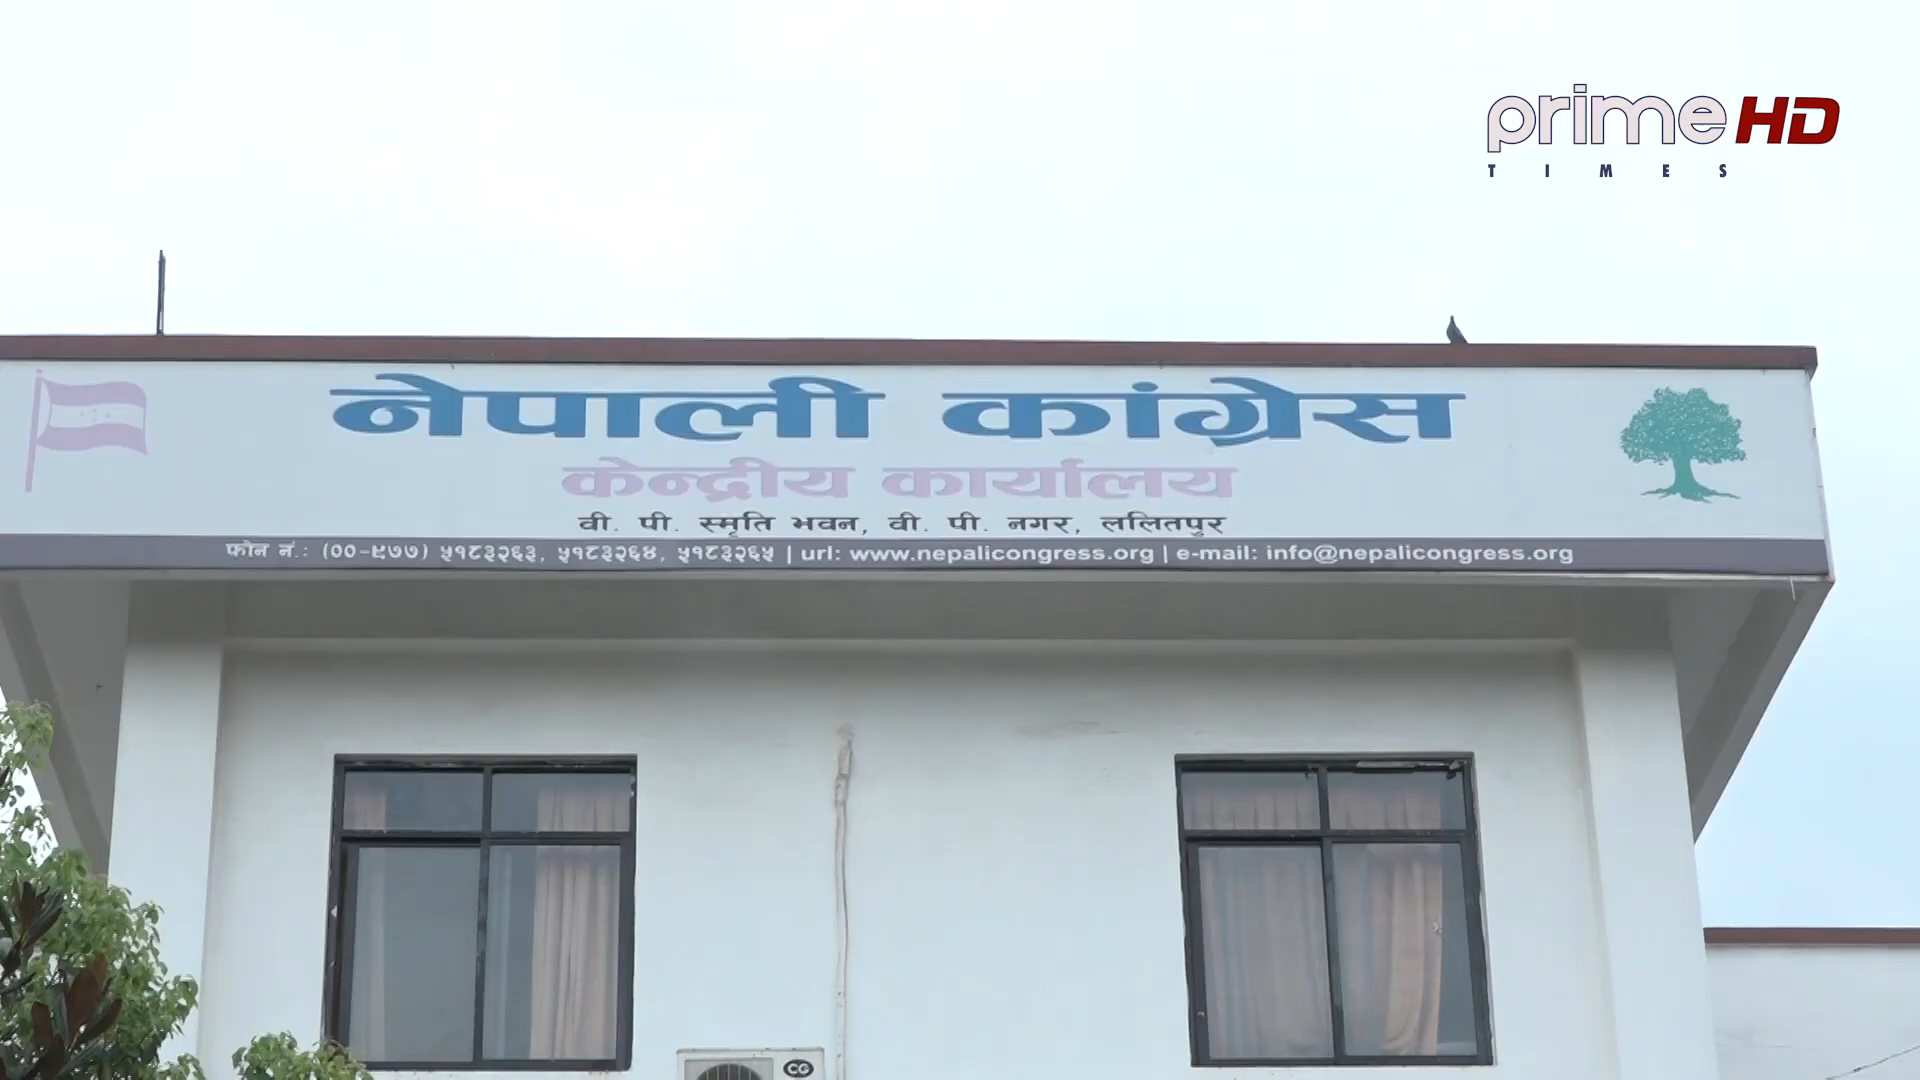 prime HD
TIMES
नेपाली कांग्रेस
केन्द्रीय कार्यालय
वी. पी. स्मृति भवन, वी. पी. नगर, ललितपुर
फोन नं.: (००-९७७) ५१८३२६३, ५१८३२६४, ५१८३२६५ | url: www.nepalicongress.org | e-mail: info@nepalicongress.org
CG